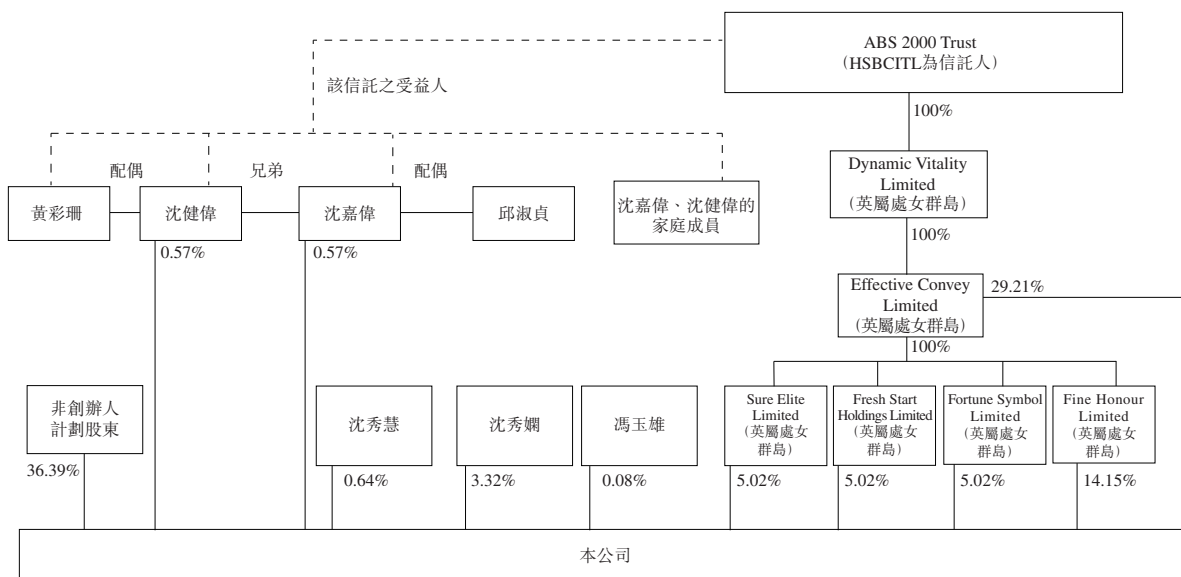 ABS 2000 Trust
(HSBCITL為信託人)
該信託之受益人
100%
配偶
兄弟
配偶
Dynamic Vitality
Limited
(英屬處女群島)
黃彩珊
沈健偉
沈嘉偉
邱淑貞
沈嘉偉、沈健偉的
家庭成員
100%
0.57%
0.57%
Effective Convey
Limited
(英屬處女群島)
29.21%
100%
非創辦人
計劃股東
沈秀慧
沈秀嫻
馮玉雄
Sure Elite
Limited
(英屬處女
群島)
Fresh Start
Holdings Limited
(英屬處女
群島)
Fortune Symbol
Limited
(英屬處女
群島)
Fine Honour
Limited
(英屬處女
群島)
36.39%
0.64%
3.32%
0.08%
5.02%
5.02%
5.02%
14.15%
本公司